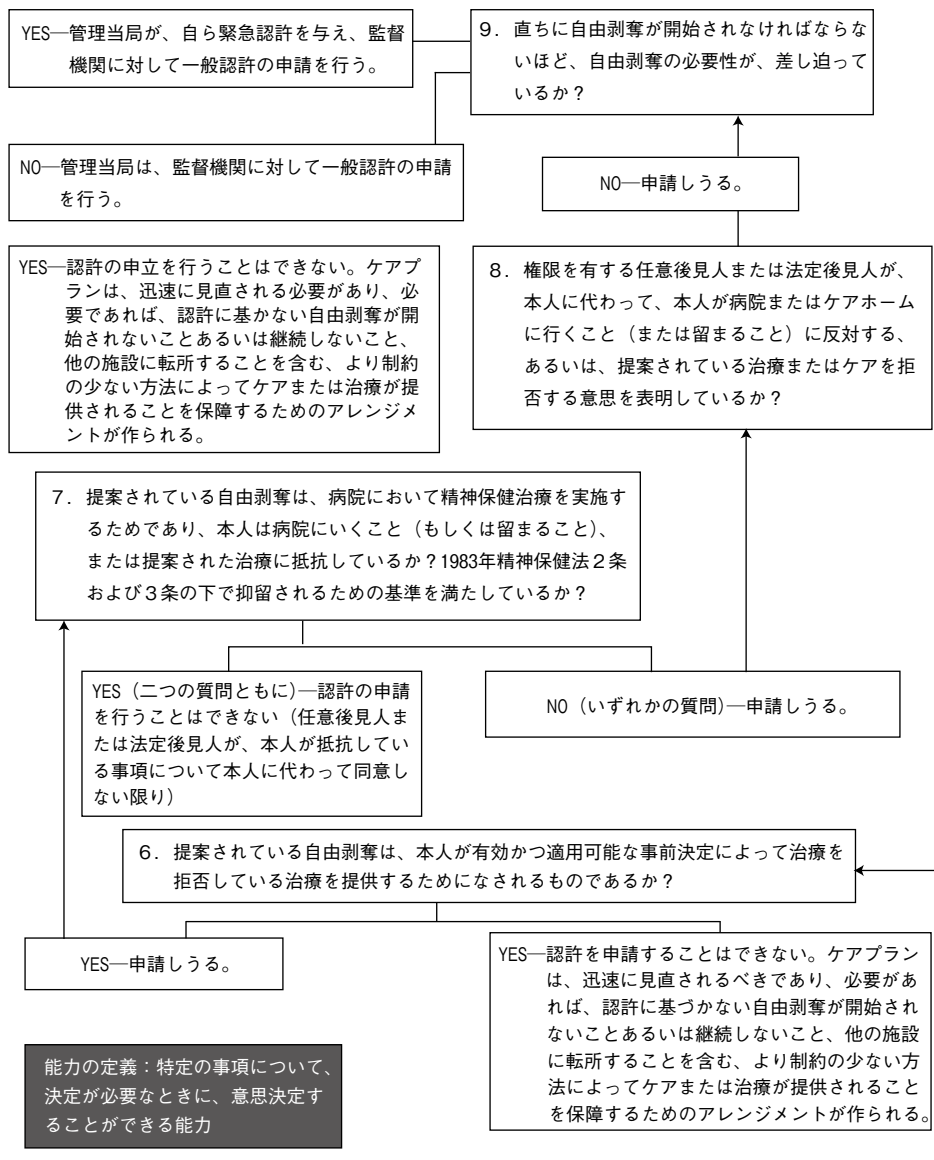 YES―管理当局が、自ら緊急認許を与え、監督
機関に対して一般認許の申請を行う。
9．直ちに自由剥奪が開始されなければならな
いほど、自由剥奪の必要性が、差し迫って
いるか？
NO―管理当局は、監督機関に対して一般認許の申請
を行う。
NO―申請しうる。
YES―認許の申立を行うことはできない。ケアプ
ランは、迅速に見直される必要があり、必
要であれば、認許に基かない自由剥奪が開
始されないことあるいは継続しないこと、
他の施設に転所することを含む、より制約
の少ない方法によってケアまたは治療が提
供されることを保障するためのアレンジメ
ントが作られる。
8．権限を有する任意後見人または法定後見人が、
本人に代わって、本人が病院またはケアホーム
に行くこと（または留まること）に反対する、
あるいは、提案されている治療またはケアを拒
否する意思を表明しているか？
7．提案されている自由剥奪は、病院において精神保健治療を実施す
るためであり、本人は病院にいくこと（もしくは留まること）、
または提案された治療に抵抗しているか？1983年精神保健法２条
および３条の下で抑留されるための基準を満たしているか？
YES（二つの質問ともに）―認許の申請
を行うことはできない（任意後見人ま
たは法定後見人が、本人が抵抗してい
る事項について本人に代わって同意し
ない限り）
NO（いずれかの質問）―申請しうる。
6．提案されている自由剥奪は、本人が有効かつ適用可能な事前決定によって治療を
拒否している治療を提供するためになされるものであるか？
YES―申請しうる。
YES―認許を申請することはできない。ケアプラン
は、迅速に見直されるべきであり、必要があ
れば、認許に基づかない自由剥奪が開始され
ないことあるいは継続しないこと、他の施設
に転所することを含む、より制約の少ない方
法によってケアまたは治療が提供されること
を保障するためのアレンジメントが作られる。
能力の定義：特定の事項について、
決定が必要なときに、意思決定す
ることができる能力